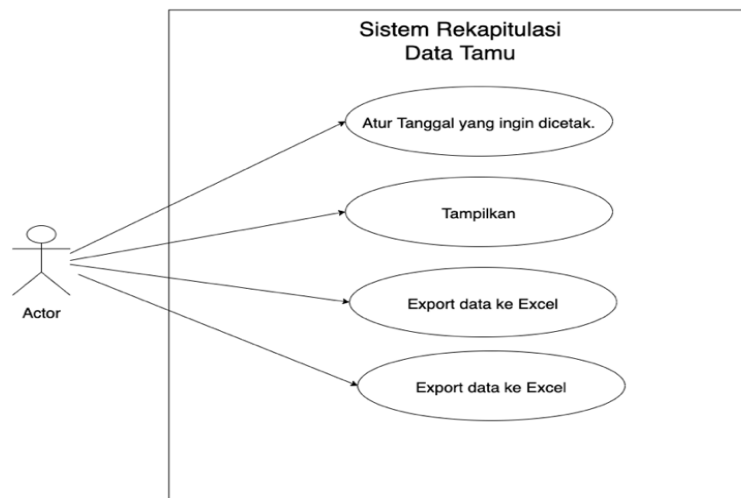 Sistem Rekapitulasi
Data Tamu
Atur Tanggal yang ingin dicetak.
Tampilkan
Export data ke Excel
Export data ke Excel
Actor